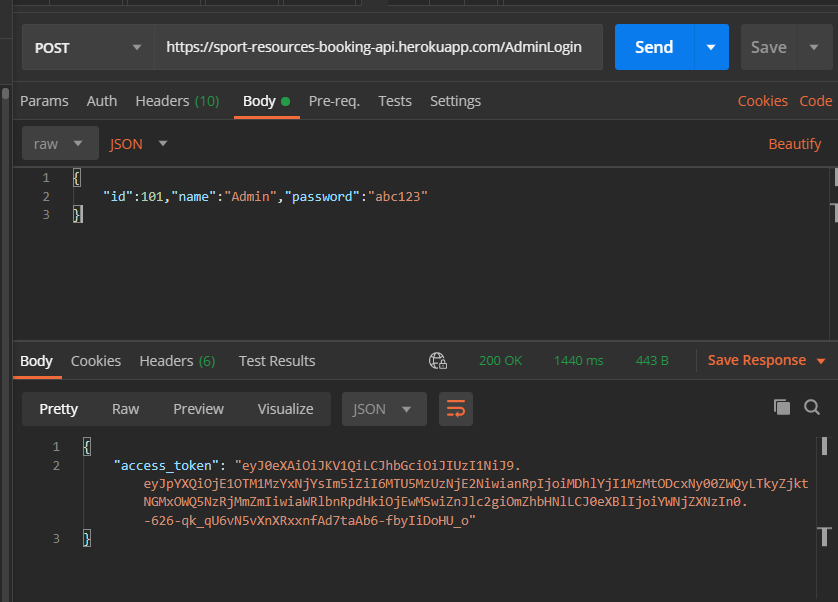 POST https://sport-resources-booking-api.herokuapp.com/AdminLogin Send Save
Params Auth Headers (10) Body Pre-req. Tests Settings Cookies Code
raw JSON Beautify
1 {
2 "id":101,"name":"Admin","password":"abc123"
3 }
Body Cookies Headers (6) Test Results 200 OK 1440 ms 443 B Save Response
Pretty Raw Preview Visualize JSON
1 {
2 "access_token": "eyJ0eXAiOiJKV1QiLCJhbGciOiJIUzI1NiJ9.
eyJpYXQiOjE1OTM1MzYxNjYsIm5iZiI6MTU5MzUzNjE2NiwianRpIjoiMDhlYjI1MzMtODcxNy00ZWQyLTkyZjkt
NGMxOWQ5NzRjMmZmIiwiaWRlbnRpdHkiOjEwMSwiZnJlc2giOmZhbHNlLCJ0eXBlIjoiYWNjZXNzIn0.
-626-qk_qU6vN5vXnXRxxnfAd7taAb6-fbyIiDoHU_o"
3 }